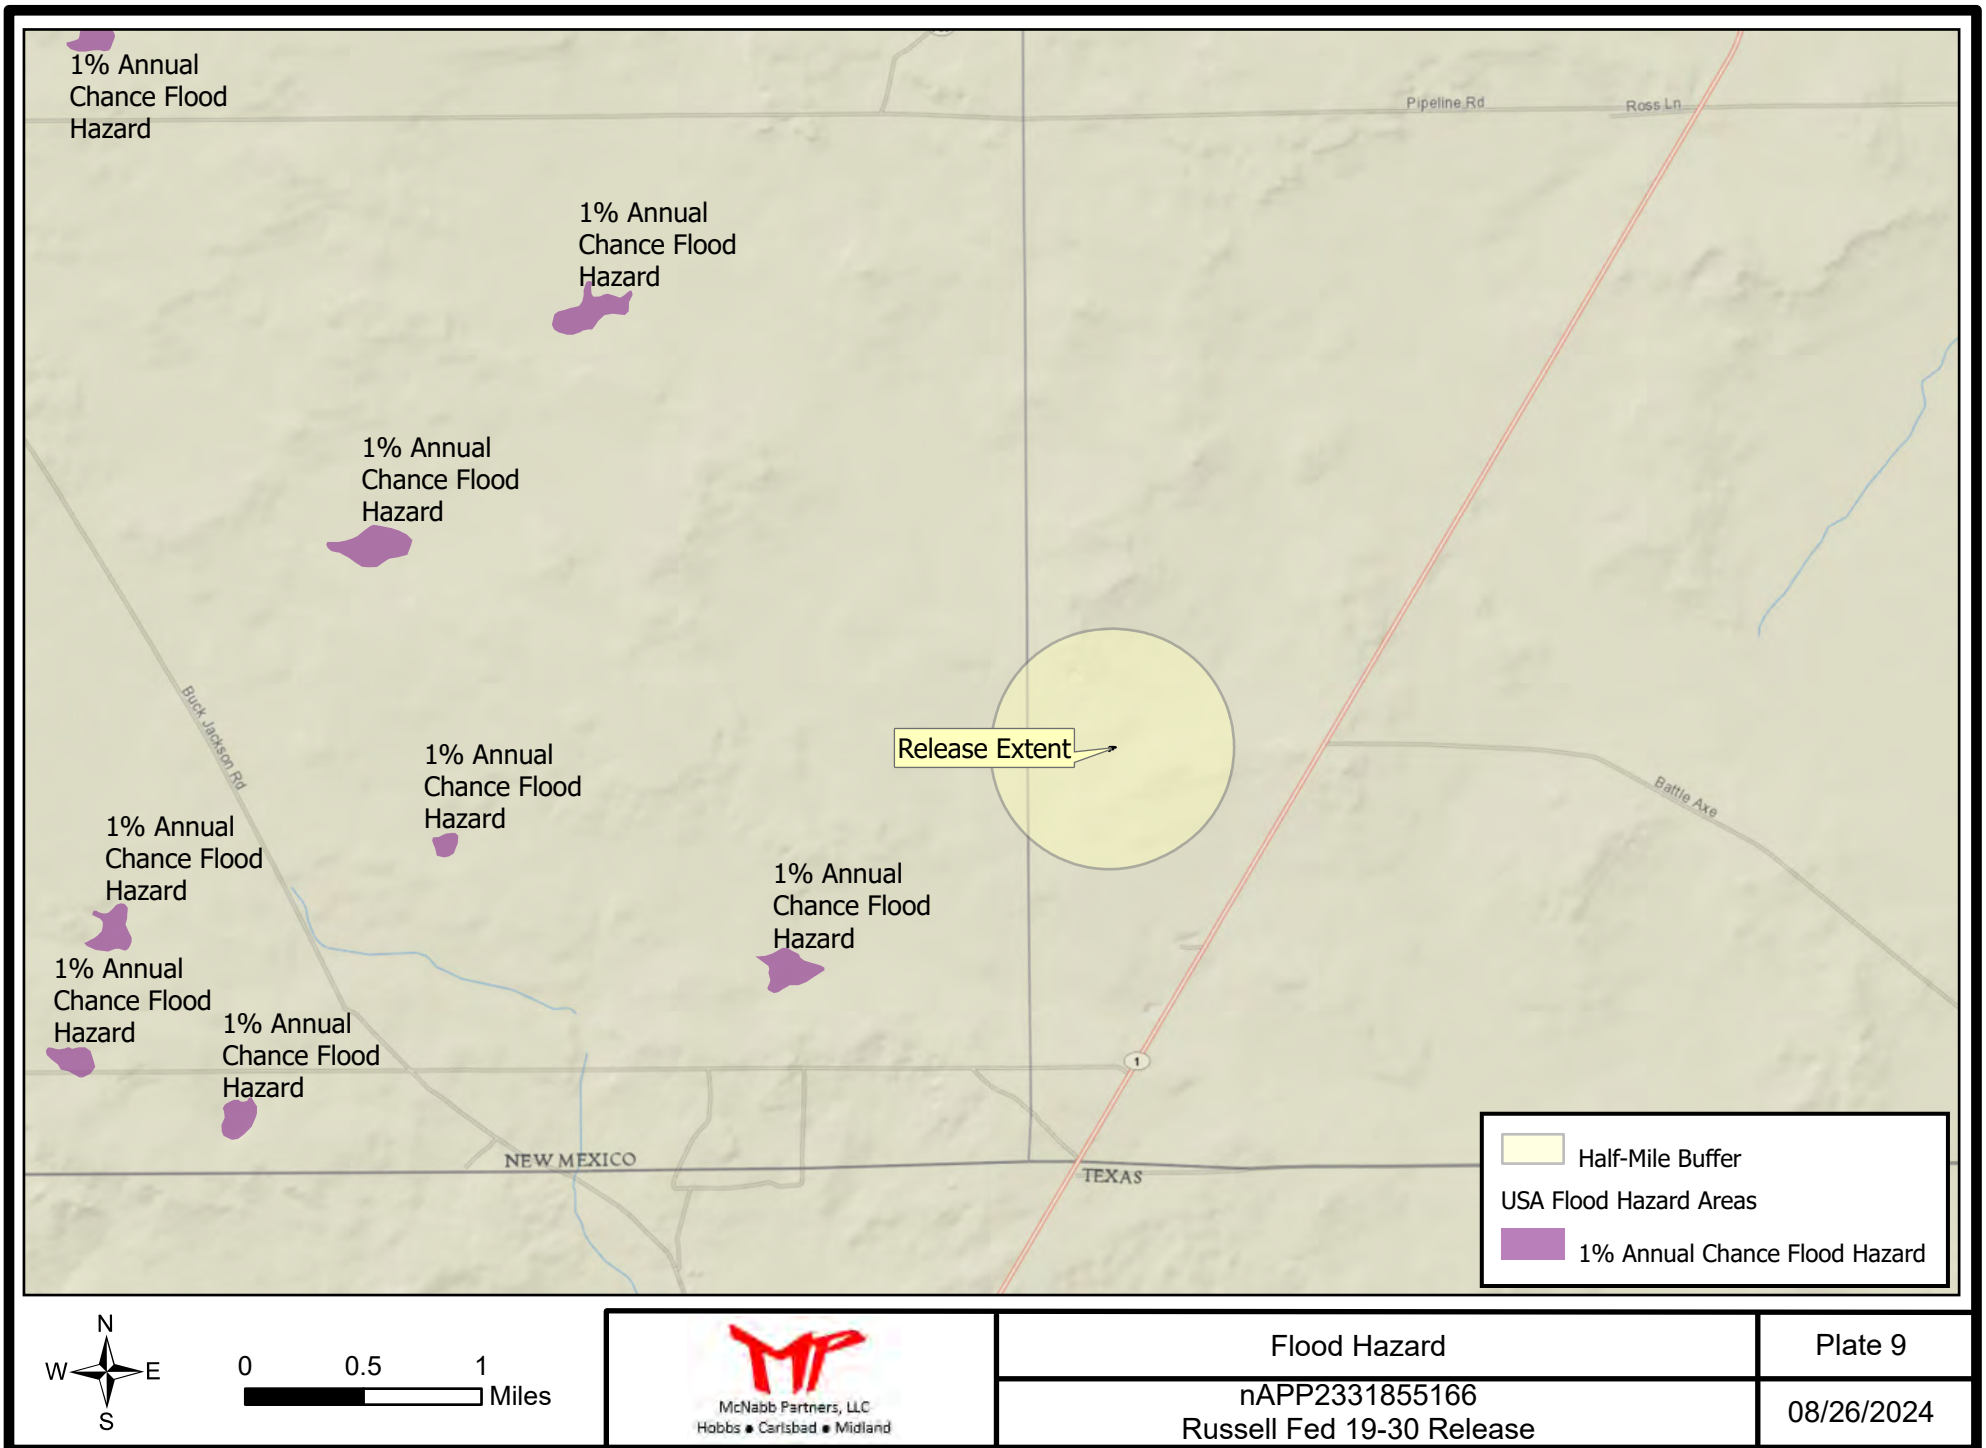 1% Annual
Chance Flood
Hazard
Pipeline Rd
Ross Ln
1% Annual
Chance Flood
Hazard
1% Annual
Chance Flood
Hazard
Buck Jackson Rd
Release Extent
1% Annual
Chance Flood
Hazard
Battle Axe
1% Annual
Chance Flood
Hazard
1% Annual
Chance Flood
Hazard
1% Annual
Chance Flood
Hazard
1% Annual
Chance Flood
Hazard
1
NEW MEXICO
TEXAS
Half-Mile Buffer
USA Flood Hazard Areas
1% Annual Chance Flood Hazard
N
W E
S
0 0.5 1
Miles
McNabb Partners, LLC
Hobbs ● Carlsbad ● Midland
Flood Hazard
nAPP2331855166
Russell Fed 19-30 Release
Plate 9
08/26/2024